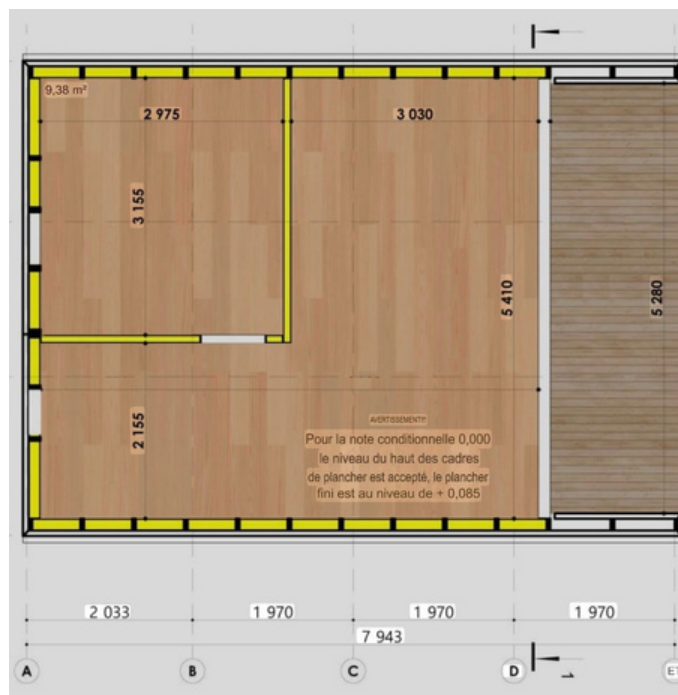 9,38 m²
2 975
3 030
3 155
5 410
5 280
2 155
AVERTISSEMENT!!!
Pour la note conditionnelle 0,000
le niveau du haut des cadres
de plancher est accepté, le plancher
fini est au niveau de + 0,085
2 033
1 970
1 970
1 970
7 943
A
B
C
D
1